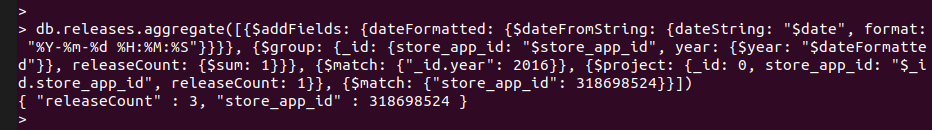 >
> db.releases.aggregate([{$addFields: {dateFormatted: {$dateFromString: {dateString: "$date", format:
"%Y-%m-%d %H:%M:%S"}}}}, {$group: {_id: {store_app_id: "$store_app_id", year: {$year: "$dateFormatte
d"}}, releaseCount: {$sum: 1}}}, {$match: {"_id.year": 2016}}, {$project: {_id: 0, store_app_id: "$_i
d.store_app_id", releaseCount: 1}}, {$match: {"store_app_id": 318698524}}])
{ "releaseCount" : 3, "store_app_id" : 318698524 }
>